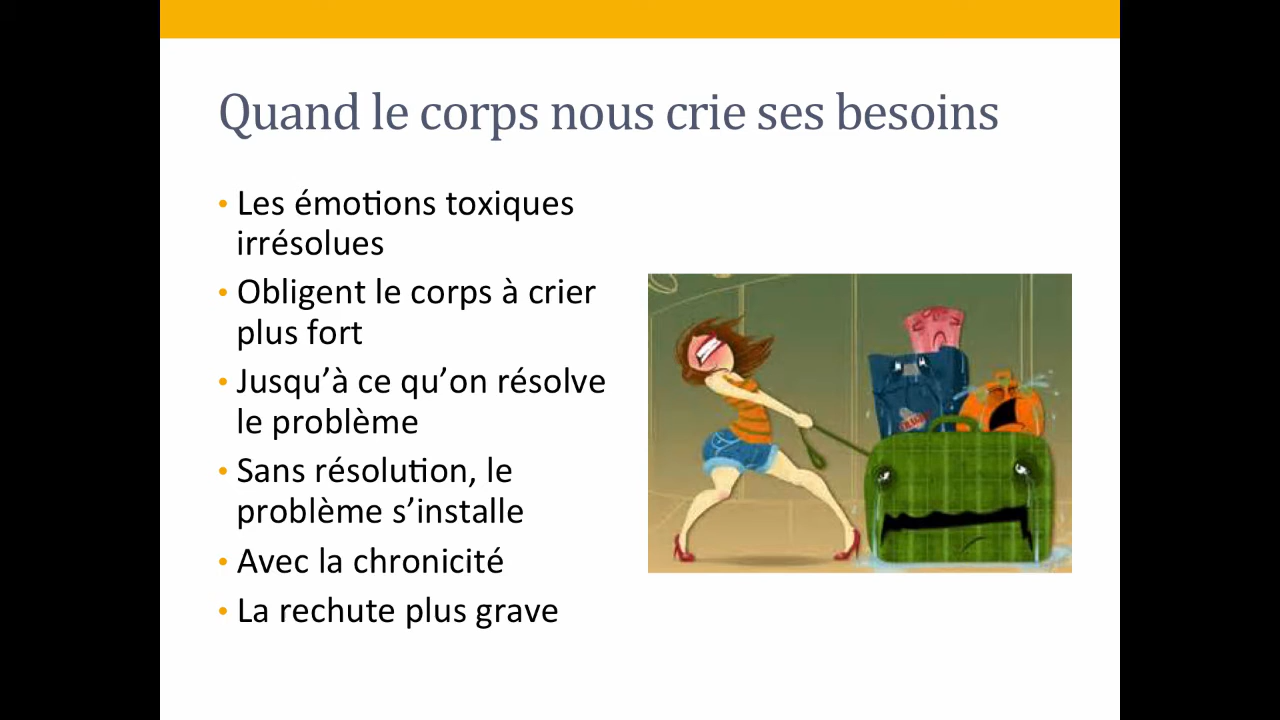 Quand le corps nous crie ses besoins
• Les émotions toxiques
irrésolues
• Obligent le corps à crier
plus fort
• Jusqu’à ce qu’on résolve
le problème
• Sans résolution, le
problème s’installe
• Avec la chronicité
• La rechute plus grave